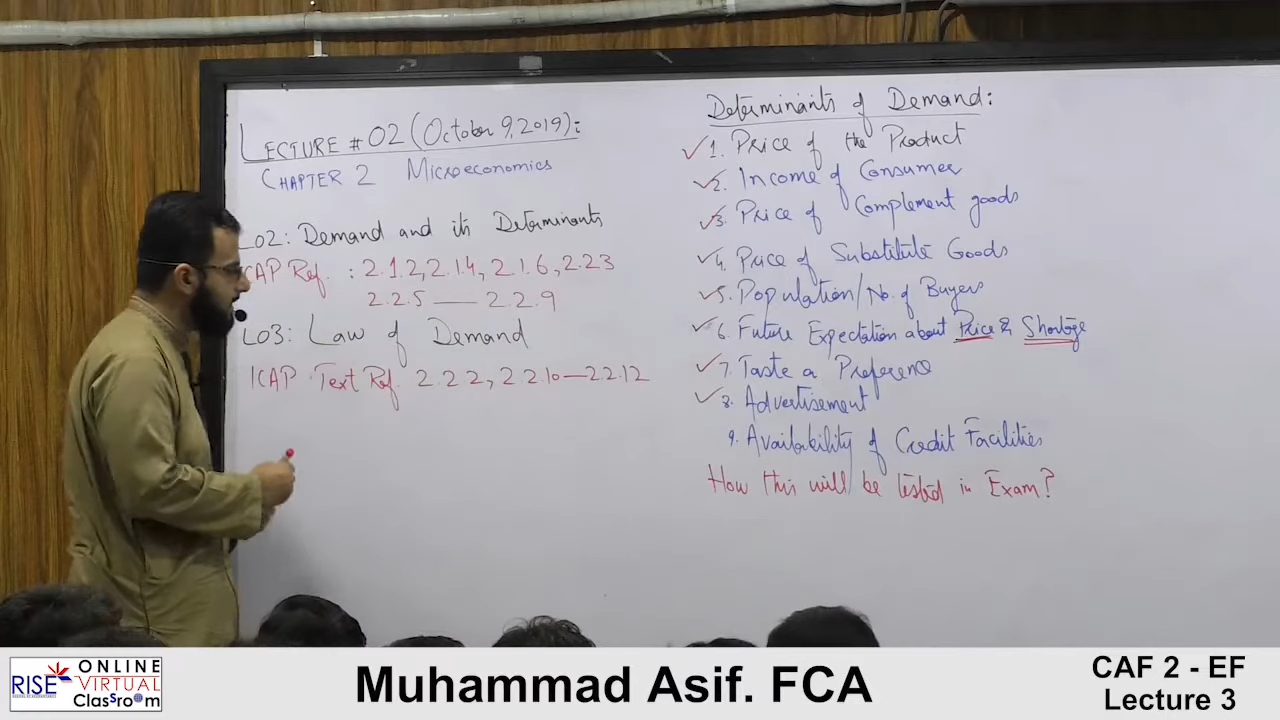 LECTURE # 02 (October 9, 2019):
CHAPTER 2 Microeconomics
LO2: Demand and its Determinants
ICAP Ref. : 2.1.2, 2.1.4, 2.1.6, 2.2.3
2.2.5 — 2.2.9
LO3: Law of Demand
ICAP Text Ref. 2.2.2, 2.2.10—2.2.12
Determinants of Demand:
✓1. Price of the Product
✓2. Income of Consumer
✓3. Price of Complement goods
✓4. Price of Substitute Goods
✓5. Population/No. of Buyers
✓6. Future Expectation about Price & Shortage
✓7. Taste & Preference
✓8. Advertisement
9. Availability of Credit Facilities
How this will be tested in Exam?
RISE
ONLINE
VIRTUAL
Classroom
Muhammad Asif. FCA
CAF 2 - EF
Lecture 3